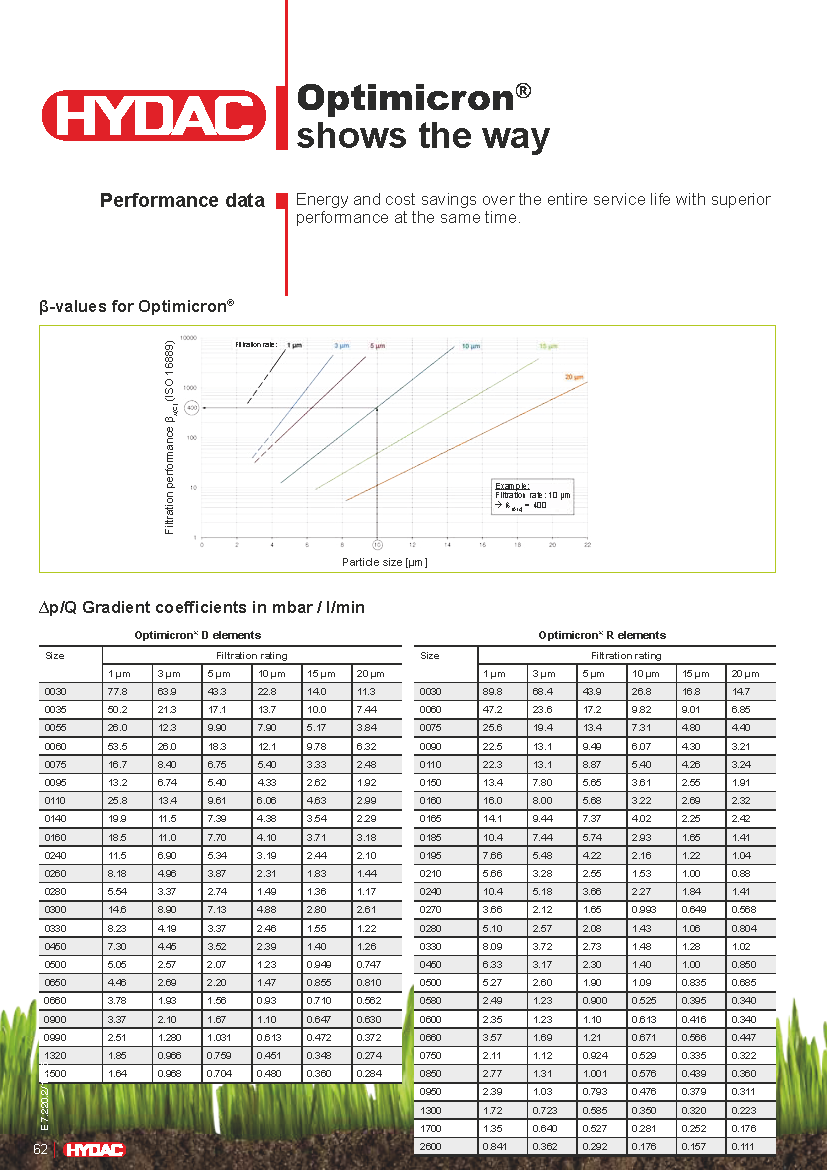 HYDAC
Optimicron®
shows the way
Performance data
Energy and cost savings over the entire service life with superior
performance at the same time.
β-values for Optimicron®
Filtration performance β x(c) (ISO 16889)
10000
1000
400
100
10
1
Filtration rate:
1 µm
3 µm
5 µm
10 µm
15 µm
20 µm
Example:
Filtration rate: 10 µm
= 400
0 2 4 6 8 10 12 14 16 18 20 22
Particle size [µm]
∆p/Q Gradient coefficients in mbar / l/min
Optimicron® D elements
Size Filtration rating
1 µm 3 µm 5 µm 10 µm 15 µm 20 µm
0030 77.8 63.9 43.3 22.8 14.0 11.3
0035 50.2 21.3 17.1 13.7 10.0 7.44
0055 26.0 12.3 9.90 7.90 5.17 3.84
0060 53.5 26.0 18.3 12.1 9.78 6.32
0075 16.7 8.40 6.75 5.40 3.33 2.48
0095 13.2 6.74 5.40 4.33 2.62 1.92
0110 25.8 13.4 9.61 6.06 4.63 2.99
0140 19.9 11.5 7.39 4.38 3.54 2.29
0160 18.5 11.0 7.70 4.10 3.71 3.18
0240 11.5 6.90 5.34 3.19 2.44 2.10
0260 8.18 4.96 3.87 2.31 1.83 1.44
0280 5.54 3.37 2.74 1.49 1.36 1.17
0300 14.6 8.90 7.13 4.88 2.80 2.61
0330 8.23 4.19 3.37 2.46 1.55 1.22
0450 7.30 4.45 3.52 2.39 1.40 1.26
0500 5.05 2.57 2.07 1.23 0.949 0.747
0650 4.46 2.69 2.20 1.47 0.855 0.810
0660 3.78 1.93 1.56 0.93 0.710 0.562
0900 3.37 2.10 1.67 1.10 0.647 0.630
0990 2.51 1.280 1.031 0.613 0.472 0.372
1320 1.85 0.966 0.759 0.451 0.348 0.274
1500 1.64 0.968 0.704 0.480 0.360 0.284
Optimicron® R elements
Size Filtration rating
1 µm 3 µm 5 µm 10 µm 15 µm 20 µm
0030 89.8 68.4 43.9 26.8 16.8 14.7
0060 47.2 23.6 17.2 9.82 9.01 6.85
0075 25.6 19.4 13.4 7.31 4.80 4.40
0090 22.5 13.1 9.49 6.07 4.30 3.21
0110 22.3 13.1 8.87 5.40 4.26 3.24
0150 13.4 7.80 5.65 3.61 2.55 1.91
0160 16.0 8.00 5.68 3.22 2.69 2.32
0165 14.1 9.44 7.37 4.02 2.25 2.42
0185 10.4 7.44 5.74 2.93 1.65 1.41
0195 7.66 5.48 4.22 2.16 1.22 1.04
0210 5.66 3.28 2.55 1.53 1.00 0.88
0240 10.4 5.18 3.66 2.27 1.84 1.41
0270 3.66 2.12 1.65 0.993 0.649 0.568
0280 5.10 2.57 2.08 1.43 1.06 0.804
0330 8.09 3.72 2.73 1.48 1.28 1.02
0450 6.33 3.17 2.30 1.40 1.00 0.850
0500 5.27 2.60 1.90 1.09 0.835 0.685
0580 2.49 1.23 0.900 0.525 0.395 0.340
0600 2.35 1.23 1.10 0.613 0.416 0.340
0660 3.57 1.69 1.21 0.671 0.566 0.447
0750 2.11 1.12 0.924 0.529 0.335 0.322
0850 2.77 1.31 1.001 0.576 0.439 0.360
0950 2.39 1.03 0.793 0.476 0.379 0.311
1300 1.72 0.723 0.585 0.350 0.320 0.223
1700 1.35 0.640 0.527 0.281 0.252 0.176
2600 0.841 0.362 0.292 0.176 0.157 0.111
62
HYDAC